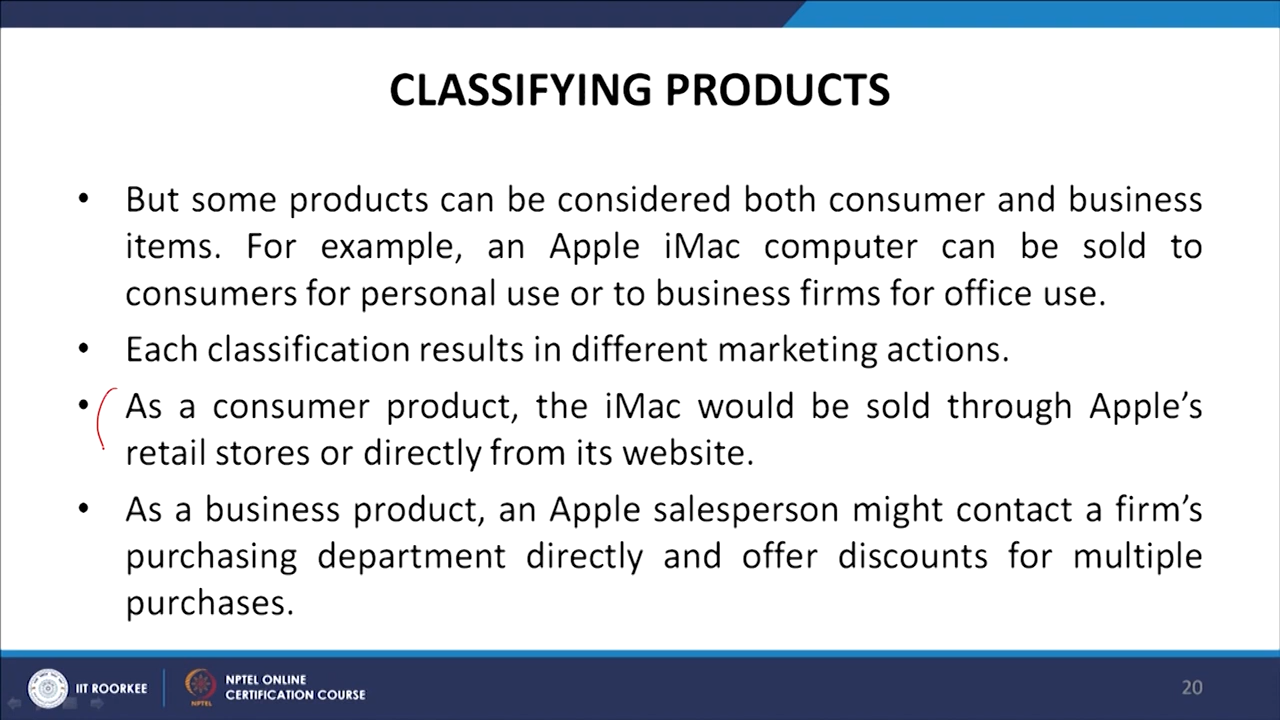 CLASSIFYING PRODUCTS
• But some products can be considered both consumer and business
items. For example, an Apple iMac computer can be sold to
consumers for personal use or to business firms for office use.
• Each classification results in different marketing actions.
• As a consumer product, the iMac would be sold through Apple’s
retail stores or directly from its website.
• As a business product, an Apple salesperson might contact a firm’s
purchasing department directly and offer discounts for multiple
purchases.
IIT ROORKEE
NPTEL
NPTEL ONLINE
CERTIFICATION COURSE
20